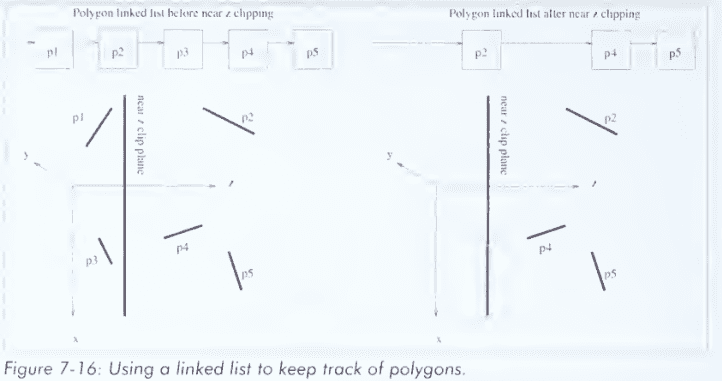 Polygon linked list before near z clipping
Polygon linked list after near z clipping
p1 p2 p3 p4 p5
p2 p4 p5
p1
near z clip plane
p2
y
z
p3
p4
p5
x
near z clip plane
p2
y
z
p4
p5
x
Figure 7-16: Using a linked list to keep track of polygons.